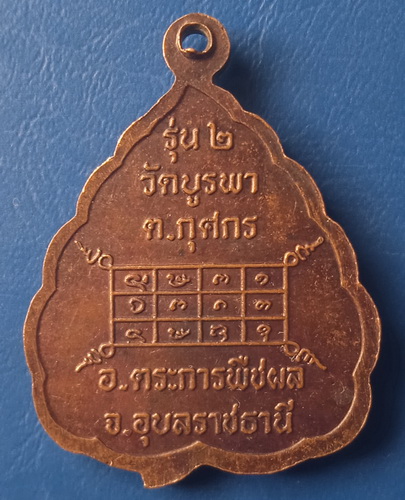 รุ่น ๒
วัดบูรพา
ต.กุศกร
อ.ตระการพืชผล
จ.อุบลราชธานี